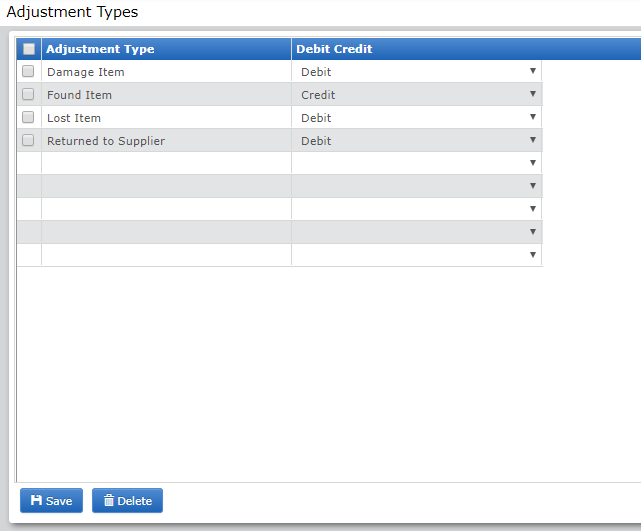 Adjustment Types
Adjustment Type Debit Credit
Damage Item Debit
Found Item Credit
Lost Item Debit
Returned to Supplier Debit
Save Delete